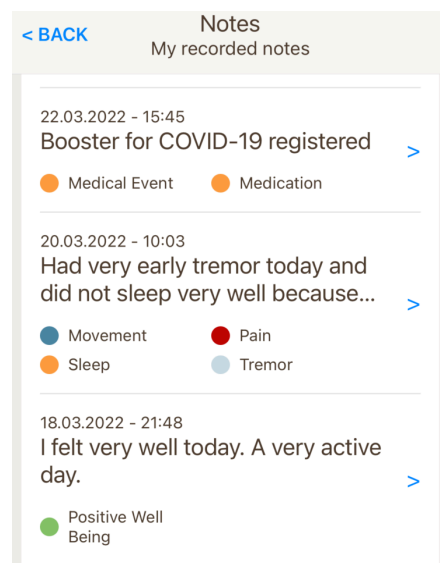 < BACK
Notes
My recorded notes
22.03.2022 - 15:45
Booster for COVID-19 registered
>
Medical Event
Medication
20.03.2022 - 10:03
Had very early tremor today and
did not sleep very well because...
>
Movement
Pain
Sleep
Tremor
18.03.2022 - 21:48
I felt very well today. A very active
day.
>
Positive Well
Being